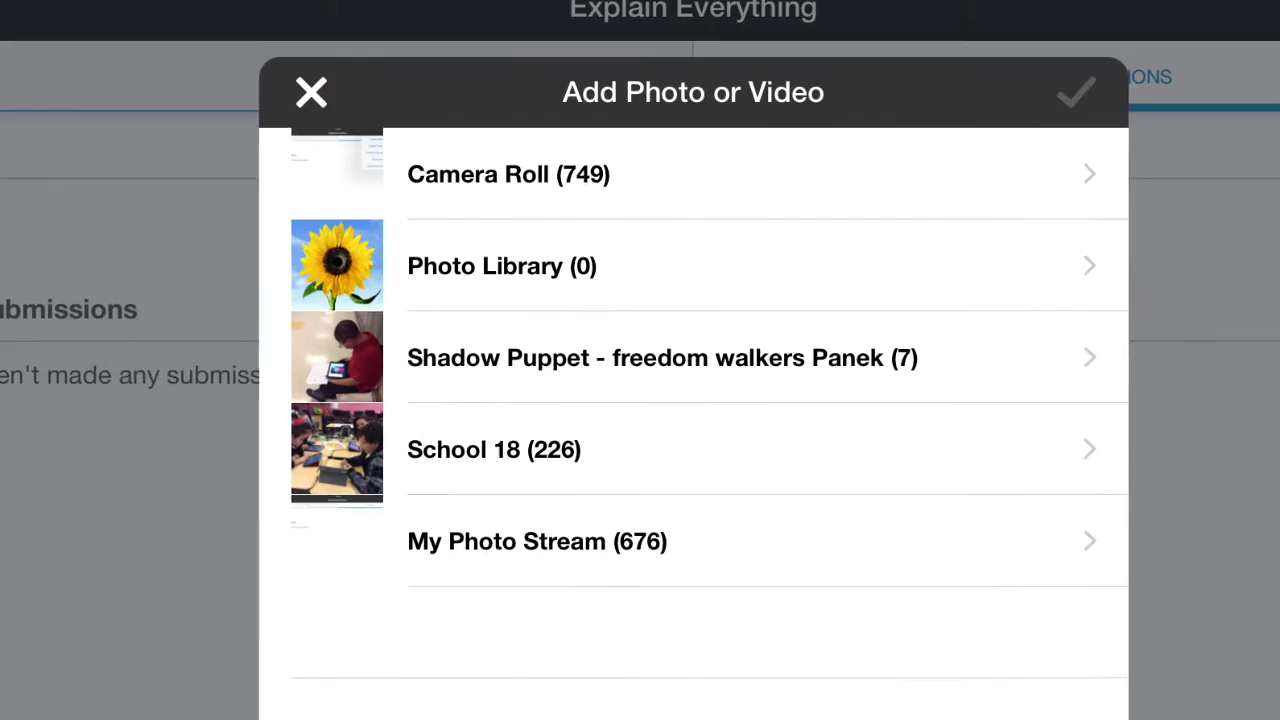 Explain Everything
IONS
Add Photo or Video
Camera Roll (749)
Photo Library (0)
Shadow Puppet - freedom walkers Panek (7)
ubmissions
en't made any submiss
School 18 (226)
My Photo Stream (676)